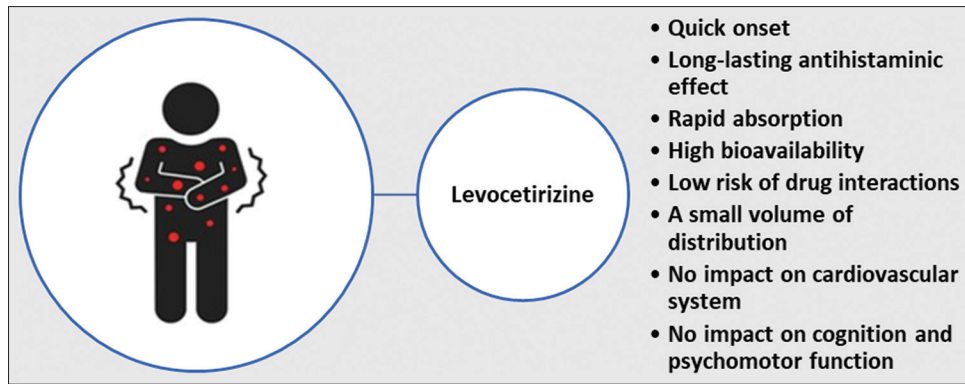 Levocetirizine
• Quick onset
• Long-lasting antihistaminic
effect
• Rapid absorption
• High bioavailability
• Low risk of drug interactions
• A small volume of
distribution
• No impact on cardiovascular
system
• No impact on cognition and
psychomotor function